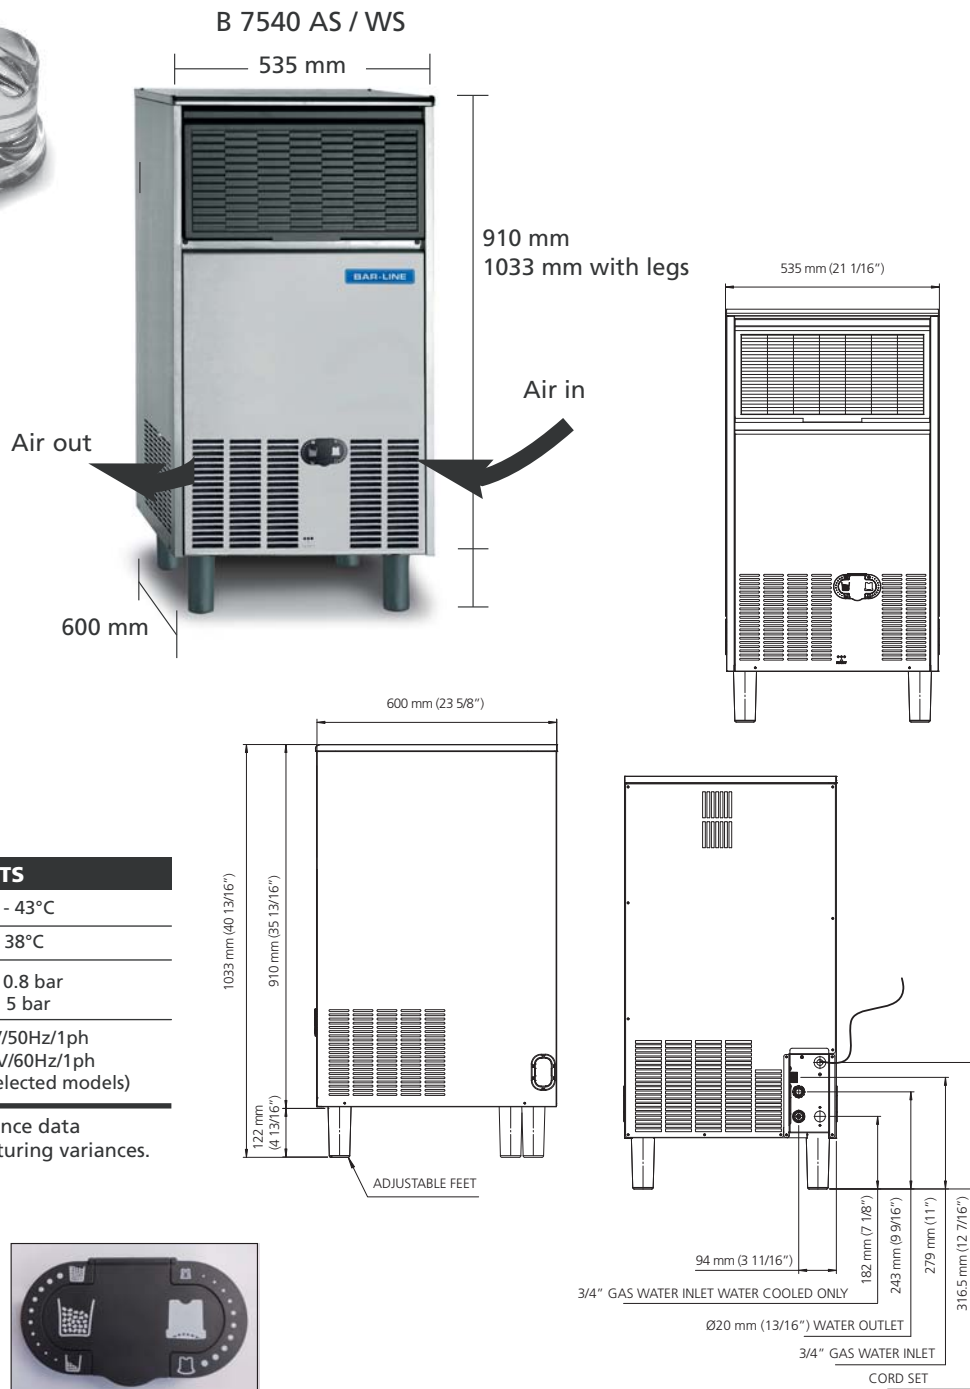 B 7540 AS / WS
535 mm
910 mm
1033 mm with legs
BAR-LINE
Air in
Air out
600 mm
535 mm (21 1/16")
600 mm (23 5/8")
1033 mm (40 13/16")
910 mm (35 13/16")
122 mm
(4 13/16")
ADJUSTABLE FEET
TS
- 43°C
38°C
0.8 bar
5 bar
/50Hz/1ph
V/60Hz/1ph
elected models)
nce data
turing variances.
94 mm (3 11/16")
182 mm (7 1/8")
243 mm (9 9/16")
279 mm (11")
316.5 mm (12 7/16")
3/4" GAS WATER INLET WATER COOLED ONLY
Ø20 mm (13/16") WATER OUTLET
3/4" GAS WATER INLET
CORD SET